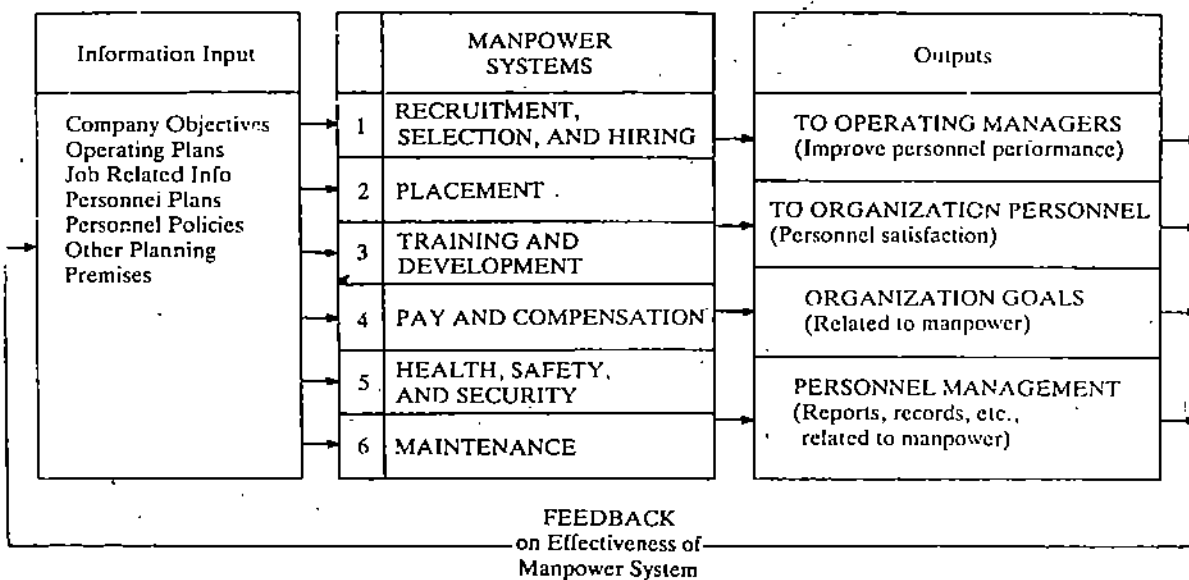 Information Input
Company Objectives
Operating Plans
Job Related Info
Personnel Plans
Personnel Policies
Other Planning
Premises
MANPOWER
SYSTEMS
1 RECRUITMENT,
SELECTION, AND HIRING
2 PLACEMENT
3 TRAINING AND
DEVELOPMENT
4 PAY AND COMPENSATION
5 HEALTH, SAFETY,
AND SECURITY
6 MAINTENANCE
Outputs
TO OPERATING MANAGERS
(Improve personnel performance)
TO ORGANIZATION PERSONNEL
(Personnel satisfaction)
ORGANIZATION GOALS
(Related to manpower)
PERSONNEL MANAGEMENT
(Reports, records, etc.,
related to manpower)
FEEDBACK
on Effectiveness of
Manpower System